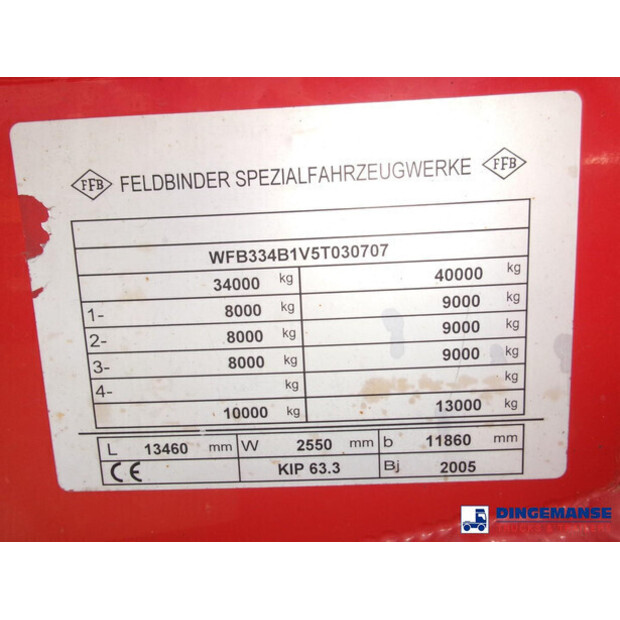 FFB FELDBINDER SPEZIALFAHRZEUGWERKE FFB
WFB334B1V5T030707
34000 kg 40000 kg
1- 8000 kg 9000 kg
2- 8000 kg 9000 kg
3- 8000 kg 9000 kg
4- kg kg
10000 kg 13000 kg
L 13460 mm W 2550 mm b 11860 mm
CE KIP 63.3 Bj 2005
DINGEMANSE